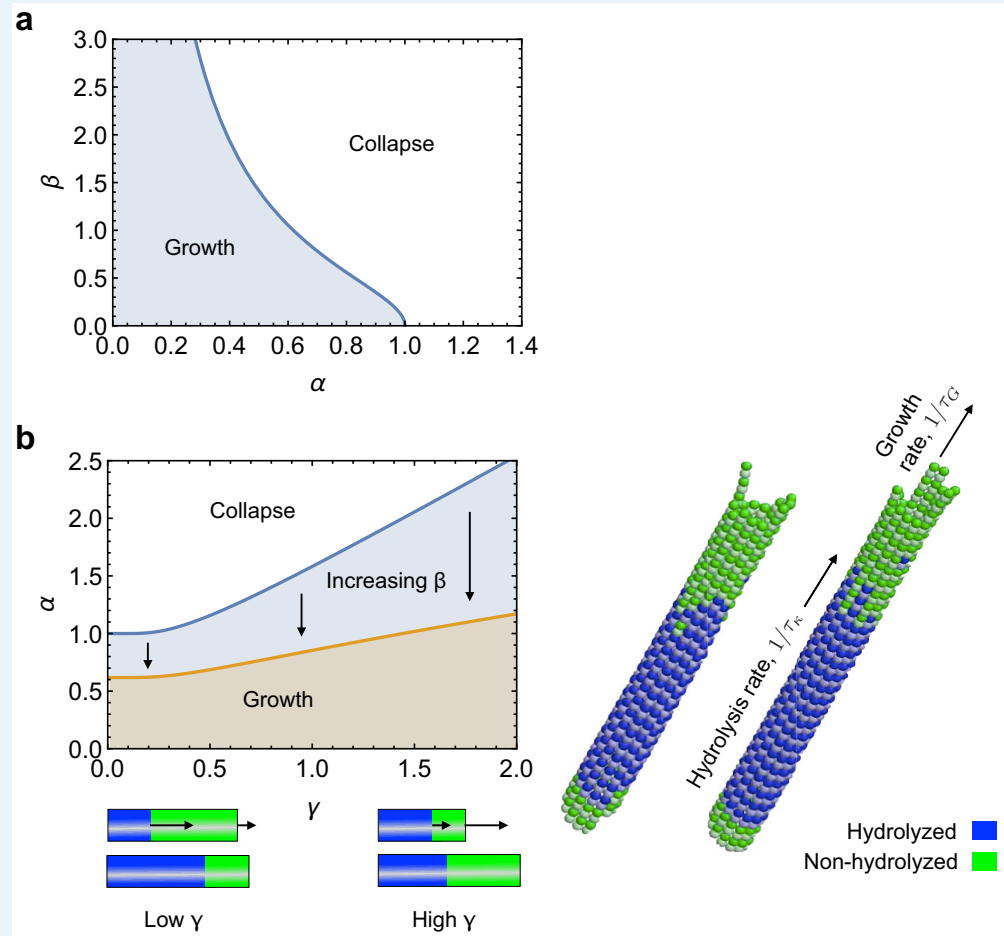 a
3.0
2.5
2.0
1.5
1.0
0.5
0.0
β
Collapse
Growth
0.0 0.2 0.4 0.6 0.8 1.0 1.2 1.4
α
b
2.5
2.0
1.5
1.0
0.5
0.0
α
Collapse
Increasing β
Growth
0.0 0.5 1.0 1.5 2.0
γ
Low γ
High γ
Growth
rate, 1/τG
Hydrolysis rate, 1/τκ
Hydrolyzed
Non-hydrolyzed